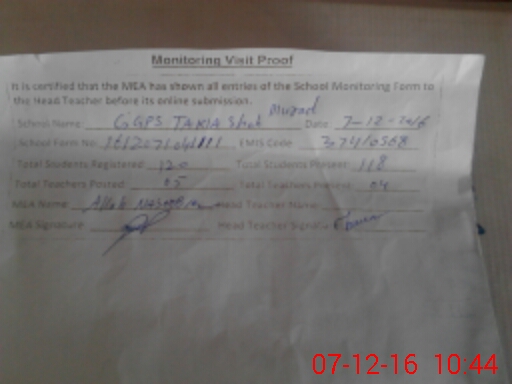 Monitoring Visit Proof
It is certified that the MEA has shown all entries of the School Monitoring Form to
the Head Teacher before its online submission.
School Name GGPS TAKIA Shah Murad Date 7-12-2016
School Form No EMIS Code 37410568
Total Students Registered 120 Total Students Present 118
Total Teachers Posted 05 Total Teachers Present 04
MEA Name Head Teacher Name
MEA Signature Head Teacher Signature
07-12-16 10:44